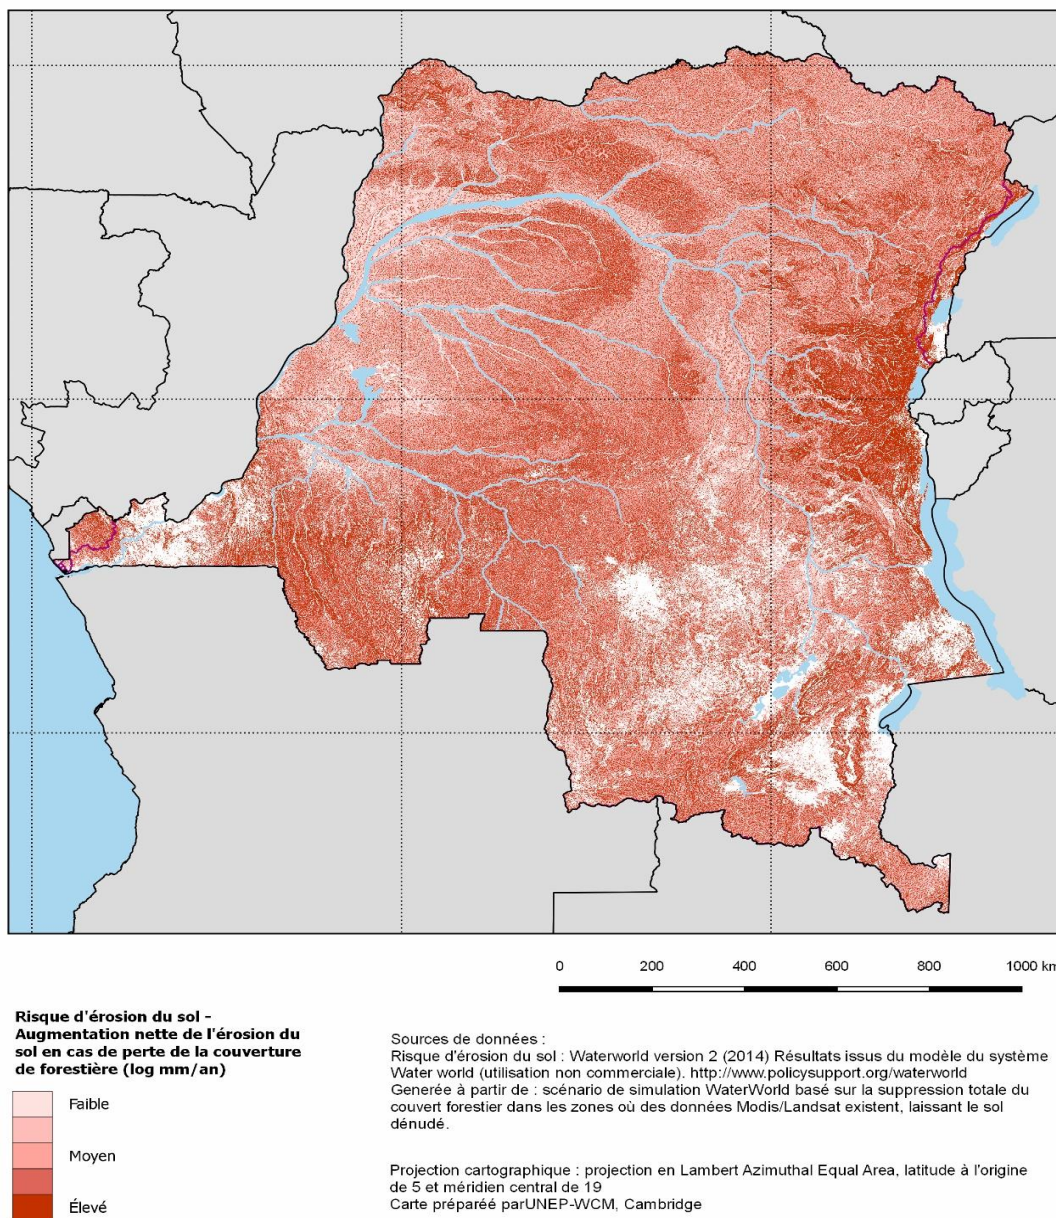 0 200 400 600 800 1000 km
Risque d'érosion du sol -
Augmentation nette de l'érosion du
sol en cas de perte de la couverture
de forestière (log mm/an)
Faible
Moyen
Élevé
Sources de données :
Risque d'érosion du sol : Waterworld version 2 (2014) Résultats issus du modèle du système
Water world (utilisation non commerciale). http://www.policysupport.org/waterworld
Generée à partir de : scénario de simulation WaterWorld basé sur la suppression totale du
couvert forestier dans les zones où des données Modis/Landsat existent, laissant le sol
dénudé.
Projection cartographique : projection en Lambert Azimuthal Equal Area, latitude à l'origine
de 5 et méridien central de 19
Carte préparéé parUNEP-WCM, Cambridge